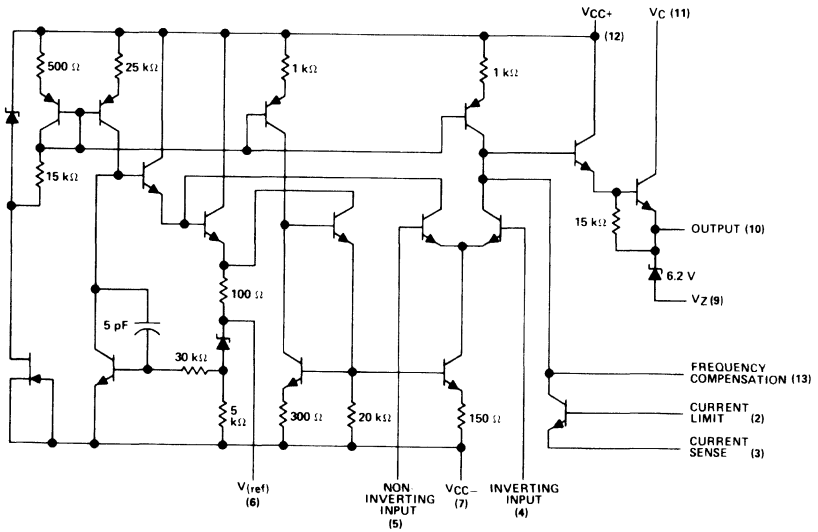 VCC+
(12)
VC (11)
500 Ω
25 kΩ
1 kΩ
1 kΩ
15 kΩ
15 kΩ
OUTPUT (10)
6.2 V
VZ (9)
100 Ω
5 pF
30 kΩ
5
kΩ
300 Ω
20 kΩ
150 Ω
FREQUENCY
COMPENSATION (13)
CURRENT
LIMIT (2)
CURRENT
SENSE (3)
V(ref)
(6)
NON-
INVERTING
INPUT
(5)
VCC−
(7)
INVERTING
INPUT
(4)